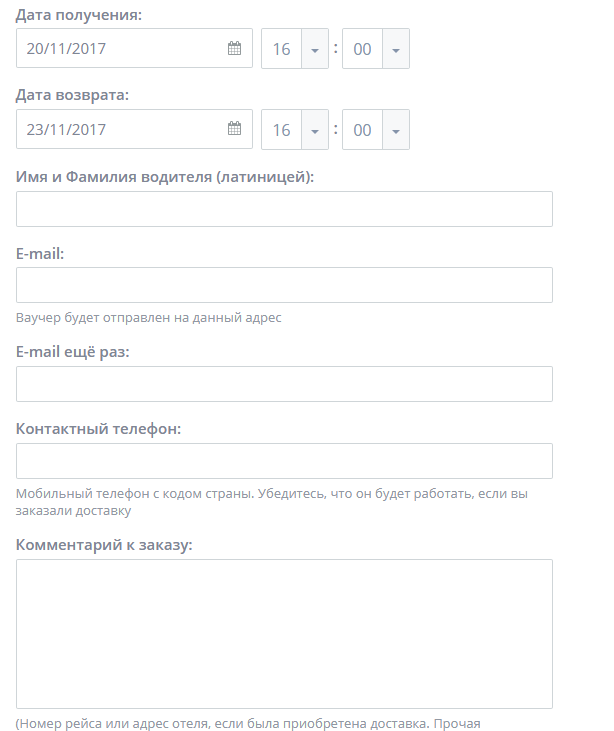 Дата получения:
20/11/2017 16 : 00
Дата возврата:
23/11/2017 16 : 00
Имя и Фамилия водителя (латиницей):
E-mail:
Ваучер будет отправлен на данный адрес
E-mail ещё раз:
Контактный телефон:
Мобильный телефон с кодом страны. Убедитесь, что он будет работать, если вы
заказали доставку
Комментарий к заказу:
(Номер рейса или адрес отеля, если была приобретена доставка. Прочая